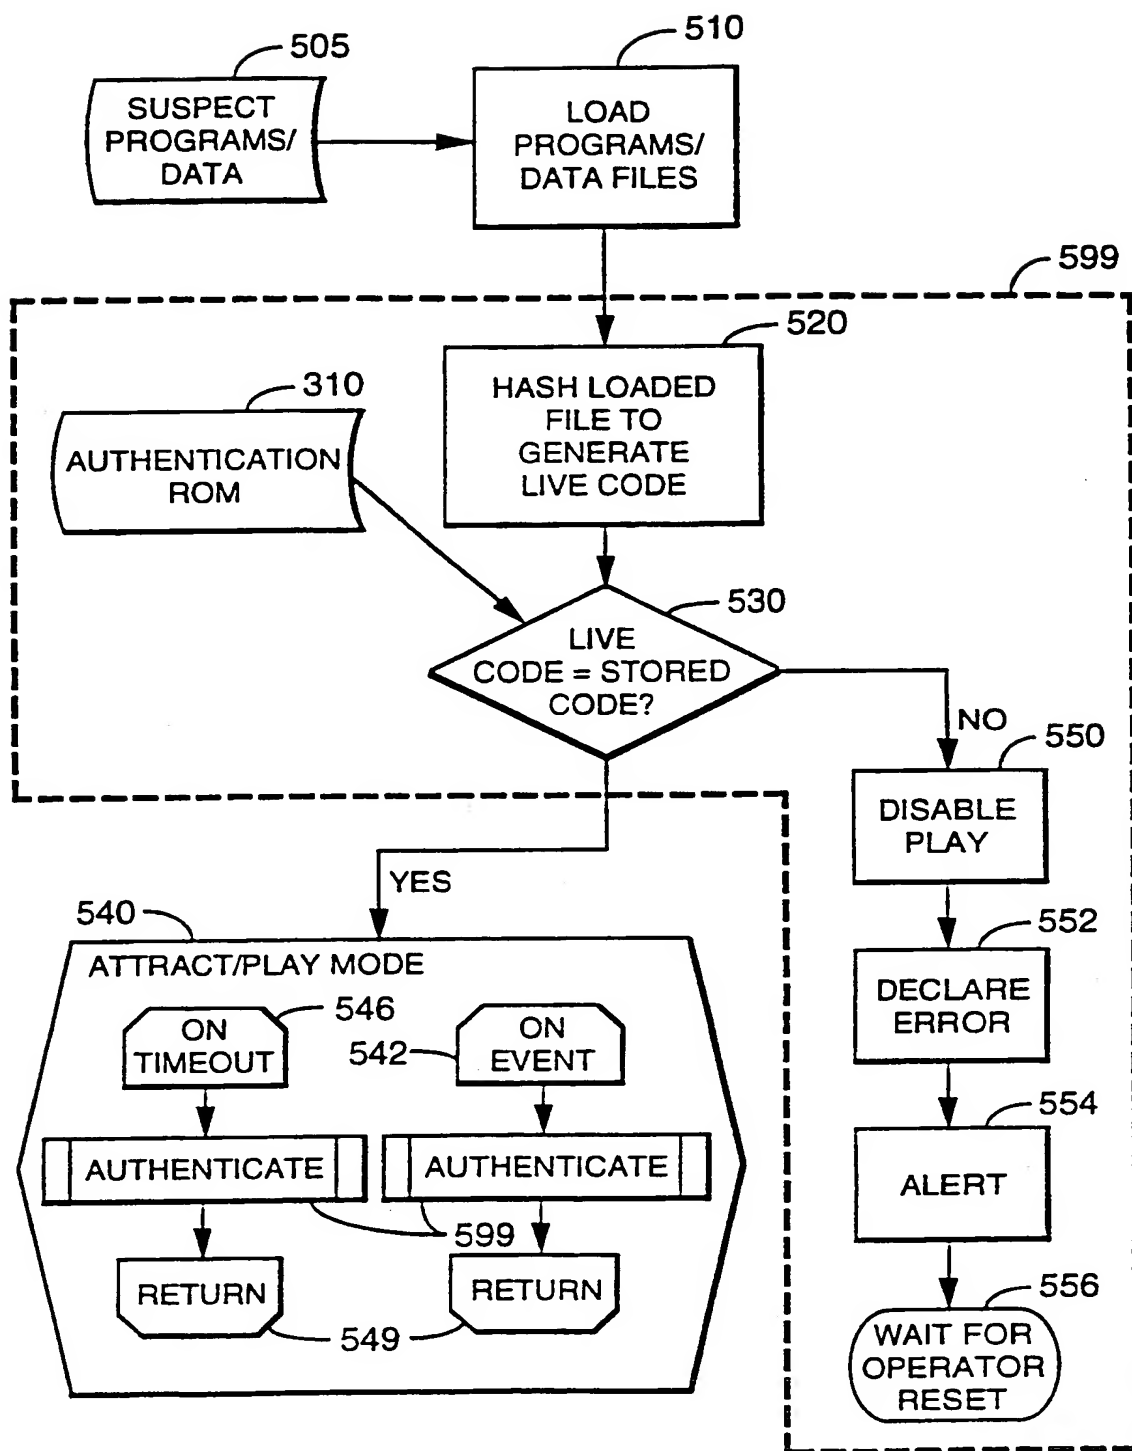 505
SUSPECT
PROGRAMS/
DATA
510
LOAD
PROGRAMS/
DATA FILES
599
520
HASH LOADED
FILE TO
GENERATE
LIVE CODE
310
AUTHENTICATION
ROM
530
LIVE
CODE = STORED
CODE?
NO
550
DISABLE
PLAY
YES
540
ATTRACT/PLAY MODE
552
DECLARE
ERROR
546
ON
TIMEOUT
542
ON
EVENT
554
ALERT
AUTHENTICATE
AUTHENTICATE
599
RETURN
RETURN
549
556
WAIT FOR
OPERATOR
RESET